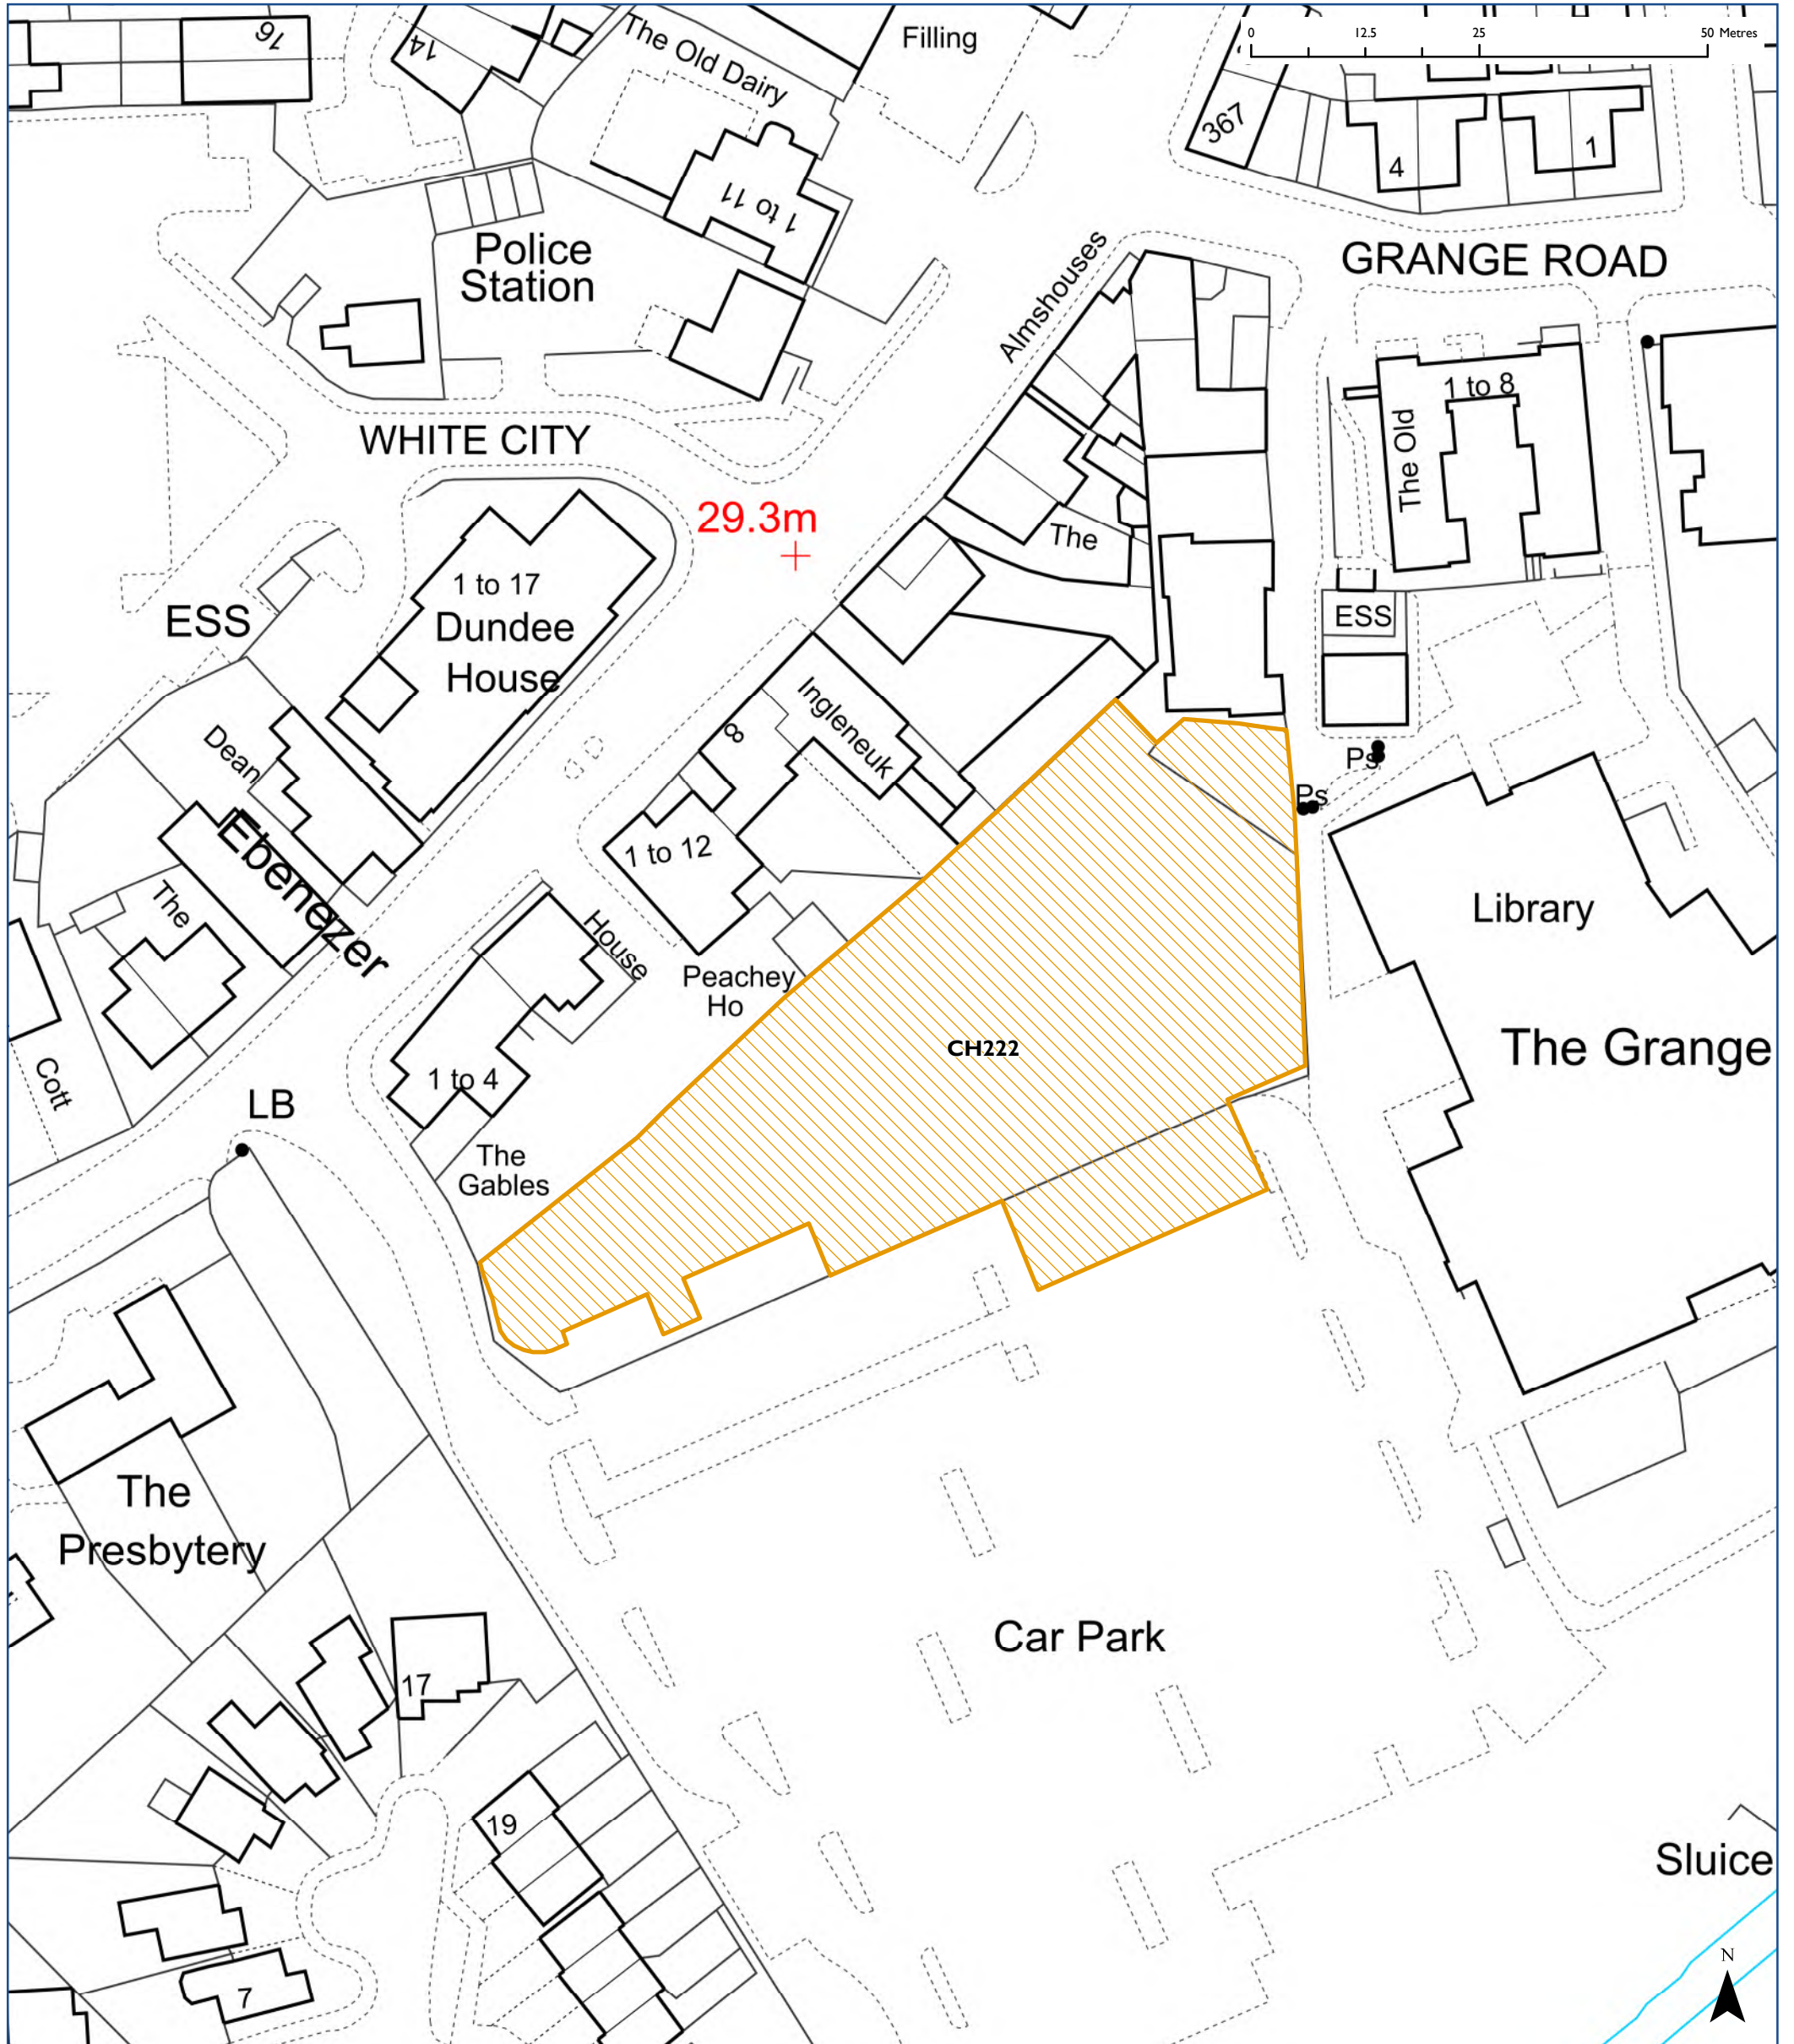 16
14
The Old Dairy
Filling
0 12.5 25 50 Metres
367
4
1
1 to 11
Police
Station
Almshouses
GRANGE ROAD
1 to 8
The Old
WHITE CITY
29.3m
The
1 to 17
Dundee
House
ESS
ESS
Dean
8
Ingleneuk
Ps
Ps
1 to 12
Ebenezer
The
House
Library
Peachey
Ho
CH222
The Grange
Cott
1 to 4
LB
The
Gables
The
Presbytery
Car Park
17
19
Sluice
N
7